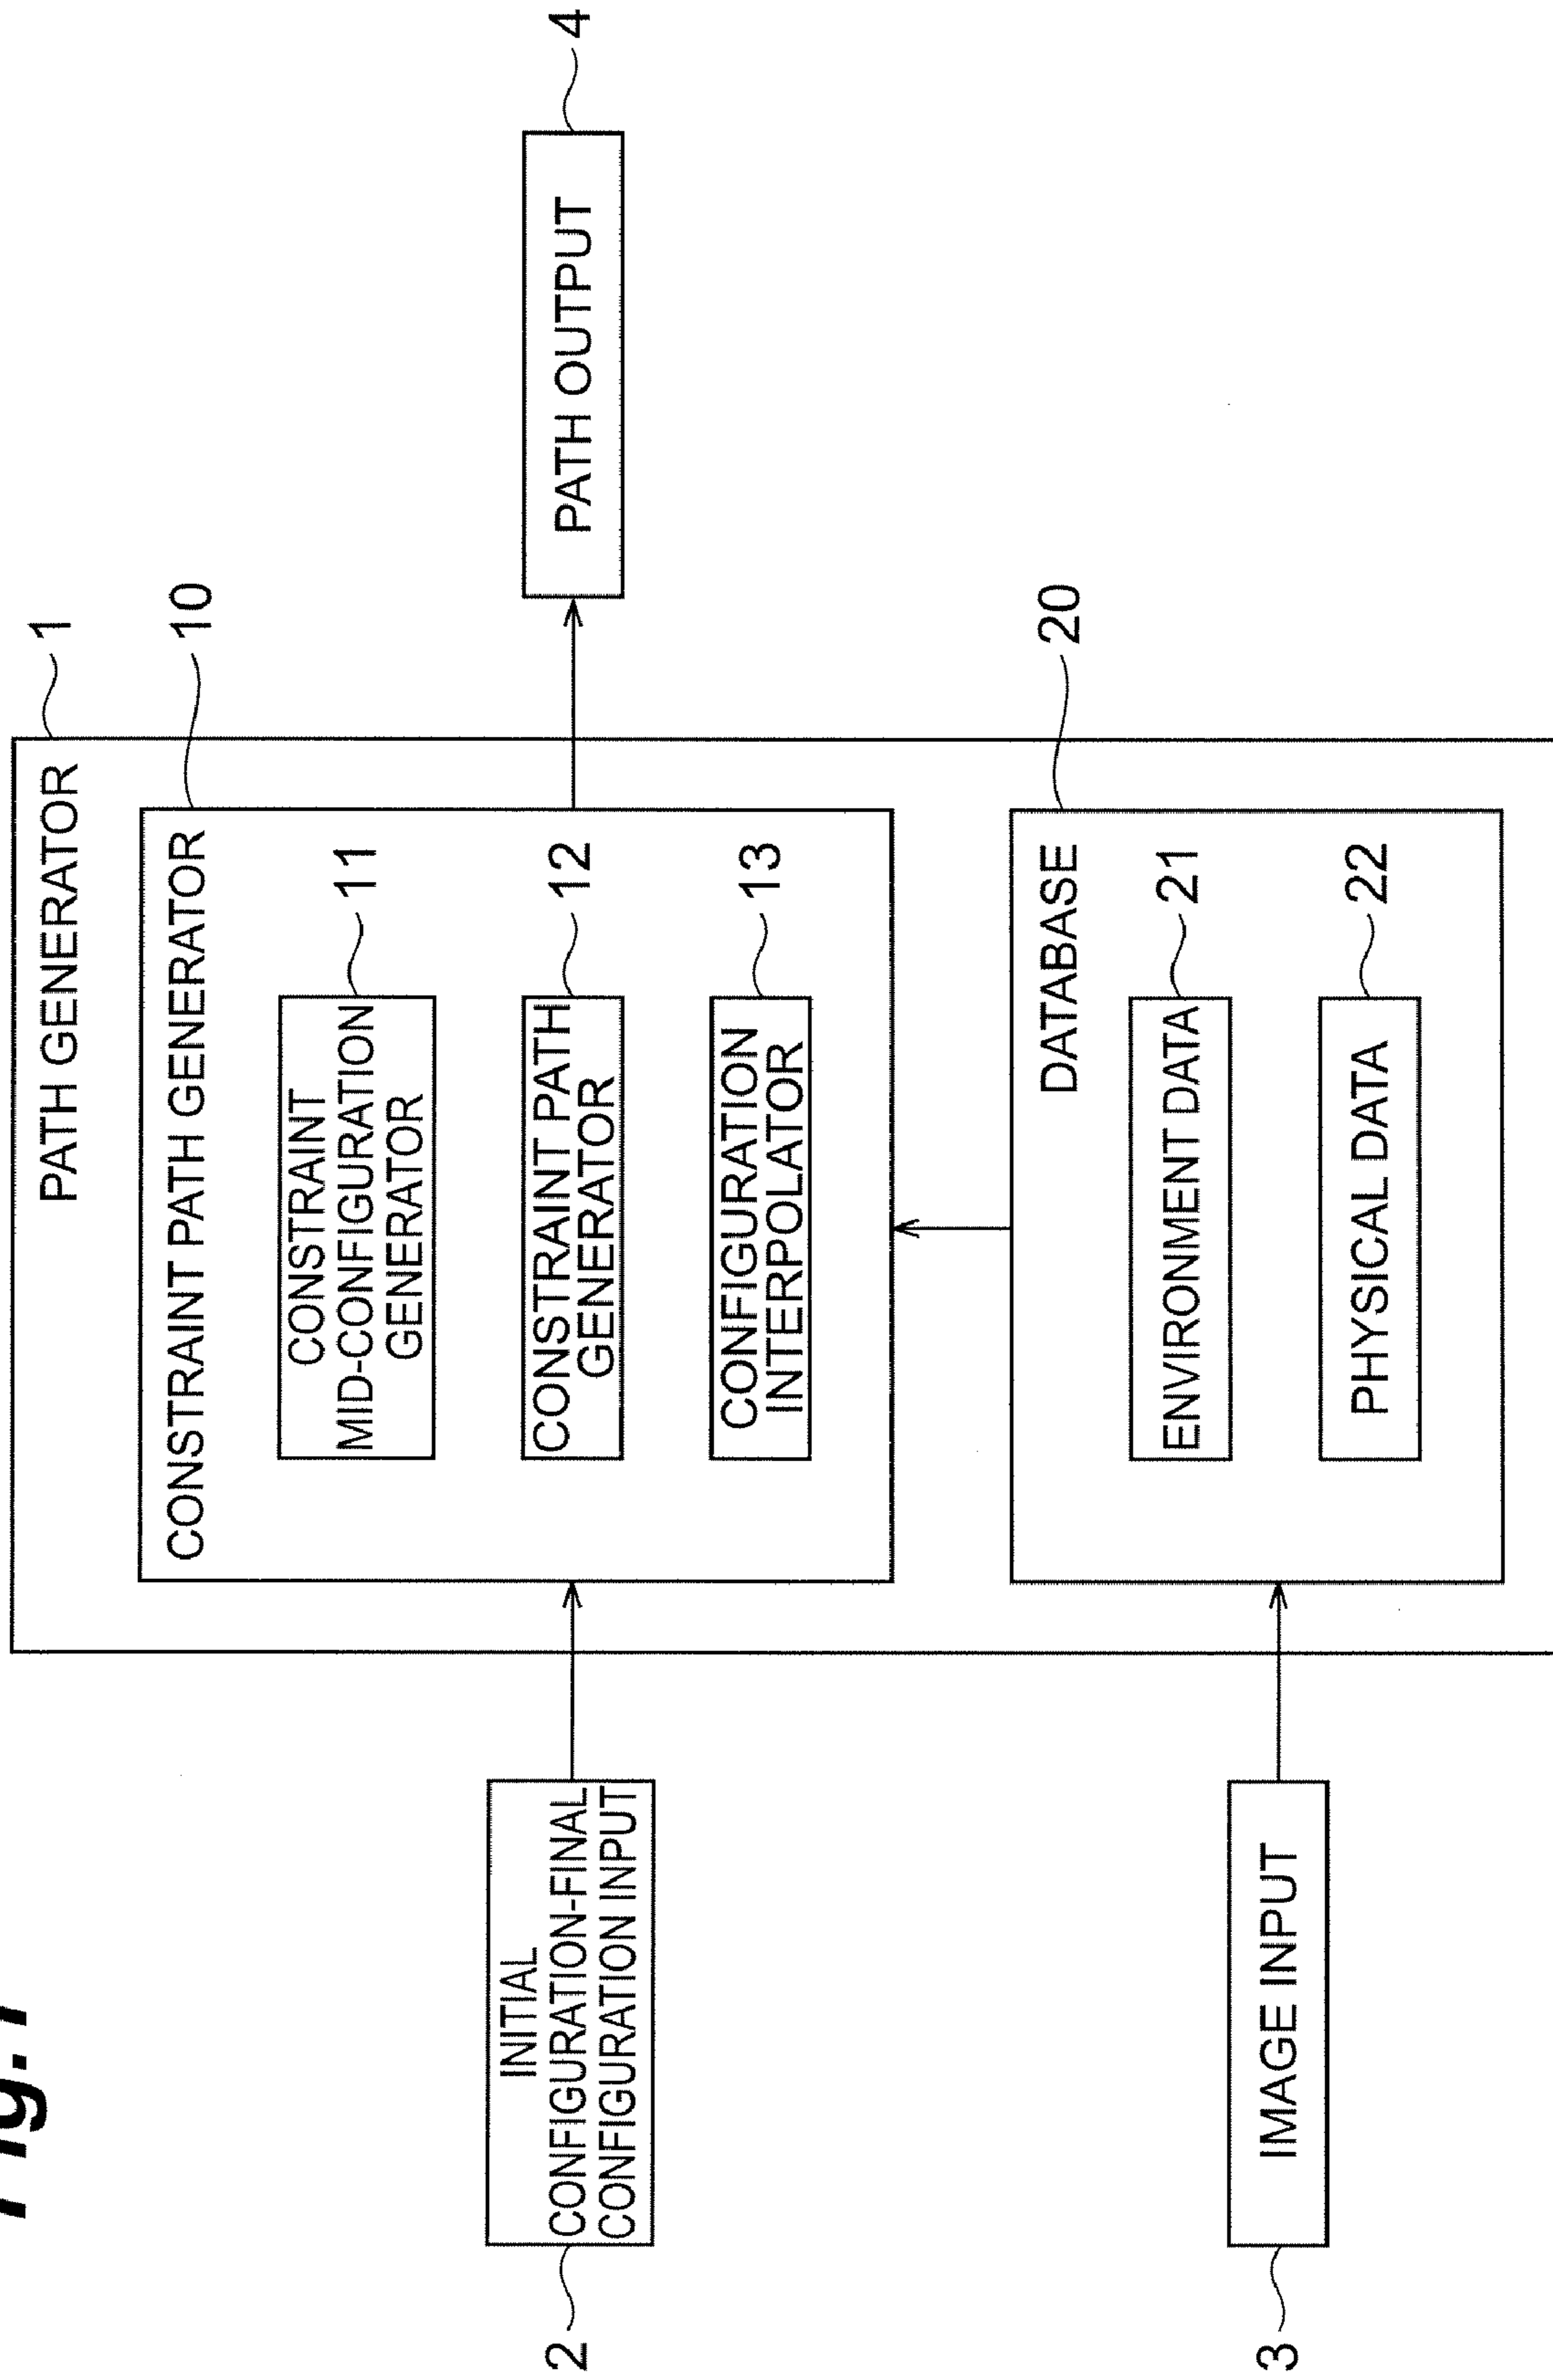 Fig.1
PATH GENERATOR
1
CONSTRAINT PATH GENERATOR
10
CONSTRAINT
MID-CONFIGURATION
GENERATOR
11
INITIAL
CONFIGURATION-FINAL
CONFIGURATION INPUT
2
CONSTRAINT PATH
GENERATOR
12
PATH OUTPUT
4
CONFIGURATION
INTERPOLATOR
13
DATABASE
20
ENVIRONMENT DATA
21
IMAGE INPUT
3
PHYSICAL DATA
22